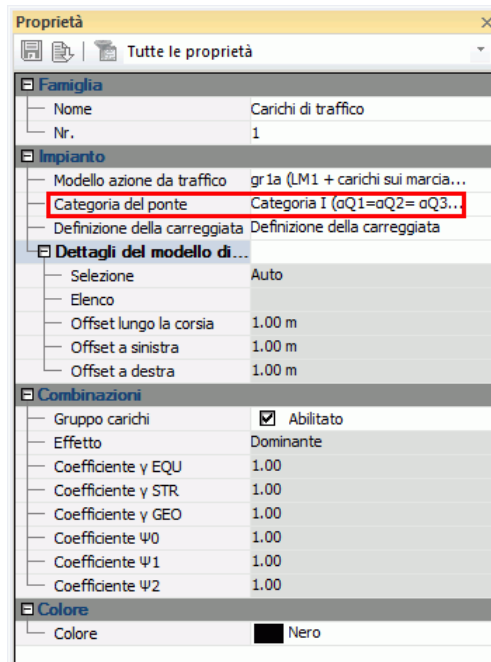 Proprietà
Tutte le proprietà
Famiglia
Nome Carichi di traffico
Nr. 1
Impianto
Modello azione da traffico gr1a (LM1 + carichi sui marcia...
Categoria del ponte Categoria I (αQ1=αQ2= αQ3...
Definizione della carreggiata Definizione della carreggiata
Dettagli del modello di...
Selezione Auto
Elenco
Offset lungo la corsia 1.00 m
Offset a sinistra 1.00 m
Offset a destra 1.00 m
Combinazioni
Gruppo carichi Abilitato
Effetto Dominante
Coefficiente γ EQU 1.00
Coefficiente γ STR 1.00
Coefficiente γ GEO 1.00
Coefficiente Ψ0 1.00
Coefficiente Ψ1 1.00
Coefficiente Ψ2 1.00
Colore
Colore Nero